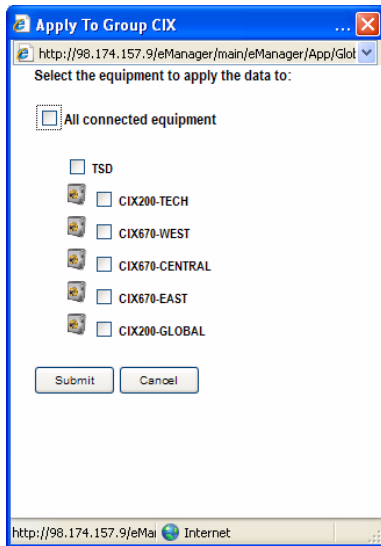 Apply To Group CIX ...
http://98.174.157.9/eManager/main/eManager/App/Glob
Select the equipment to apply the data to:
All connected equipment
TSD
CIX200-TECH
CIX670-WEST
CIX670-CENTRAL
CIX670-EAST
CIX200-GLOBAL
Submit Cancel
http://98.174.157.9/eMai Internet